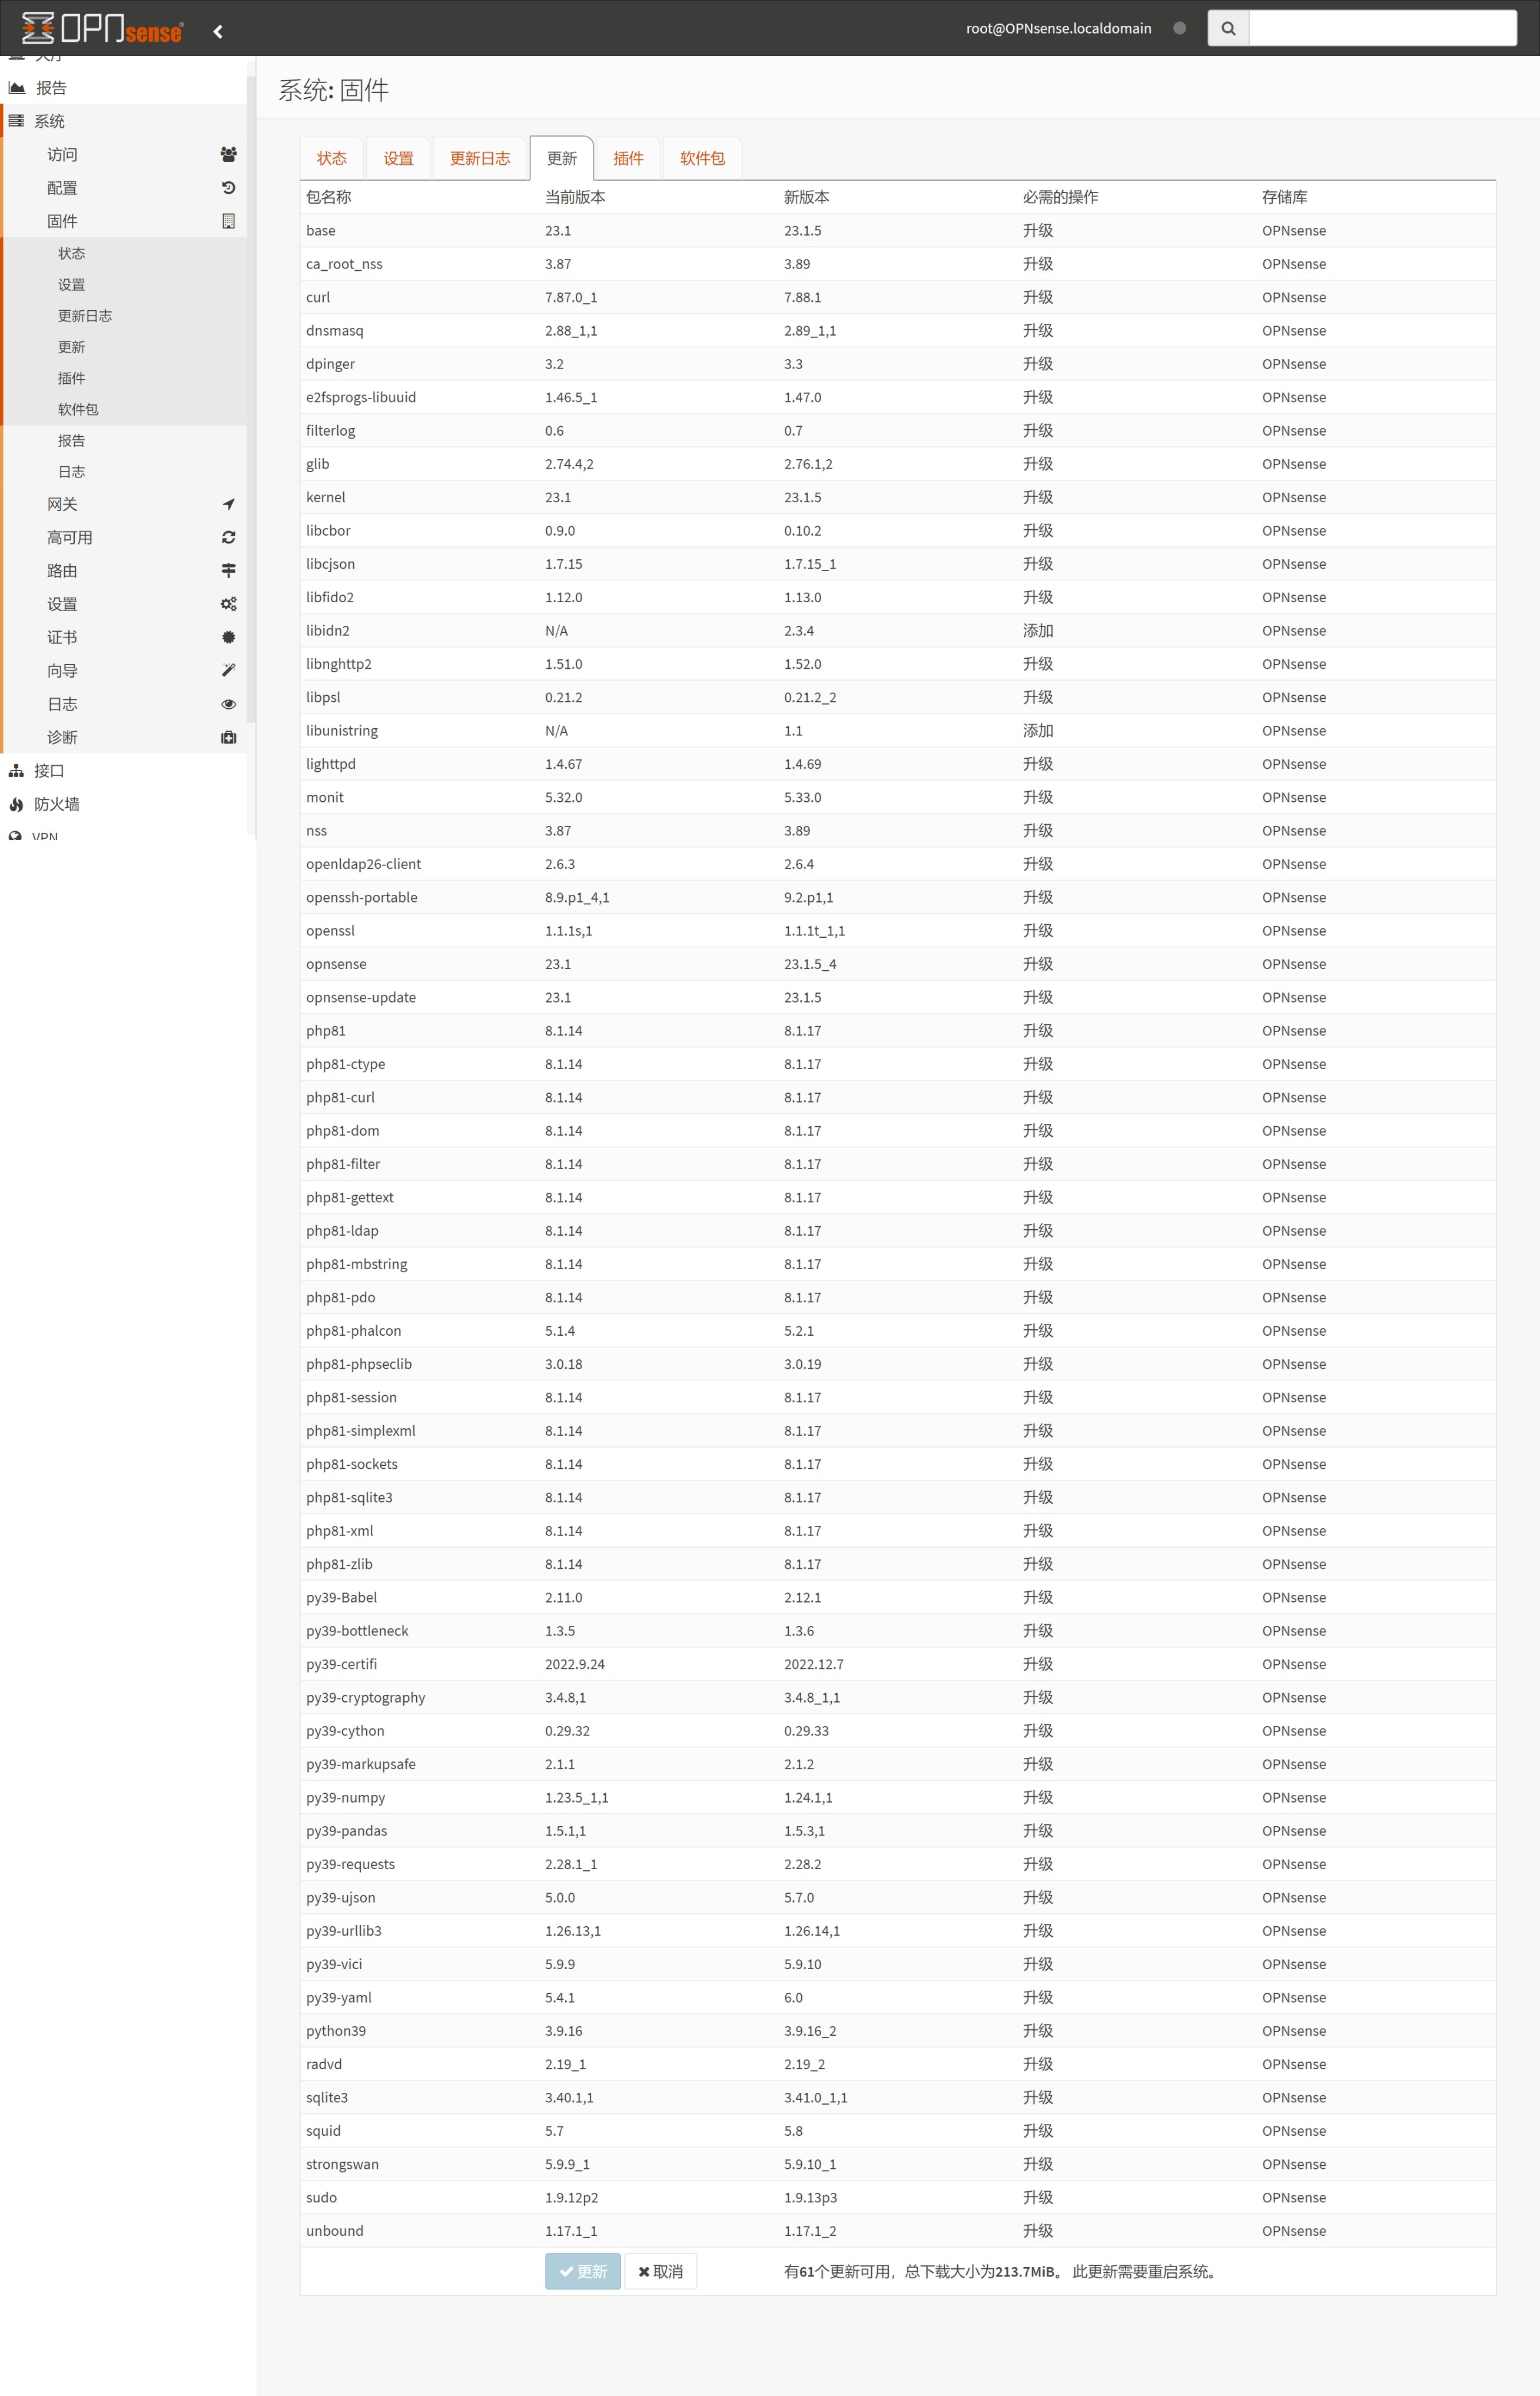 OPNsense
root@OPNsense.localdomain
报告
系统
访问
配置
固件
状态
设置
更新日志
更新
插件
软件包
报告
日志
网关
高可用
路由
设置
证书
向导
日志
诊断
接口
防火墙
VPN
系统: 固件
状态 设置 更新日志 更新 插件 软件包
包名称 当前版本 新版本 必需的操作 存储库
base 23.1 23.1.5 升级 OPNsense
ca_root_nss 3.87 3.89 升级 OPNsense
curl 7.87.0_1 7.88.1 升级 OPNsense
dnsmasq 2.88_1,1 2.89_1,1 升级 OPNsense
dpinger 3.2 3.3 升级 OPNsense
e2fsprogs-libuuid 1.46.5_1 1.47.0 升级 OPNsense
filterlog 0.6 0.7 升级 OPNsense
glib 2.74.4,2 2.76.1,2 升级 OPNsense
kernel 23.1 23.1.5 升级 OPNsense
libcbor 0.9.0 0.10.2 升级 OPNsense
libcjson 1.7.15 1.7.15_1 升级 OPNsense
libfido2 1.12.0 1.13.0 升级 OPNsense
libidn2 N/A 2.3.4 添加 OPNsense
libnghttp2 1.51.0 1.52.0 升级 OPNsense
libpsl 0.21.2 0.21.2_2 升级 OPNsense
libunistring N/A 1.1 添加 OPNsense
lighttpd 1.4.67 1.4.69 升级 OPNsense
monit 5.32.0 5.33.0 升级 OPNsense
nss 3.87 3.89 升级 OPNsense
openldap26-client 2.6.3 2.6.4 升级 OPNsense
openssh-portable 8.9.p1_4,1 9.2.p1,1 升级 OPNsense
openssl 1.1.1s,1 1.1.1t_1,1 升级 OPNsense
opnsense 23.1 23.1.5_4 升级 OPNsense
opnsense-update 23.1 23.1.5 升级 OPNsense
php81 8.1.14 8.1.17 升级 OPNsense
php81-ctype 8.1.14 8.1.17 升级 OPNsense
php81-curl 8.1.14 8.1.17 升级 OPNsense
php81-dom 8.1.14 8.1.17 升级 OPNsense
php81-filter 8.1.14 8.1.17 升级 OPNsense
php81-gettext 8.1.14 8.1.17 升级 OPNsense
php81-ldap 8.1.14 8.1.17 升级 OPNsense
php81-mbstring 8.1.14 8.1.17 升级 OPNsense
php81-pdo 8.1.14 8.1.17 升级 OPNsense
php81-phalcon 5.1.4 5.2.1 升级 OPNsense
php81-phpseclib 3.0.18 3.0.19 升级 OPNsense
php81-session 8.1.14 8.1.17 升级 OPNsense
php81-simplexml 8.1.14 8.1.17 升级 OPNsense
php81-sockets 8.1.14 8.1.17 升级 OPNsense
php81-sqlite3 8.1.14 8.1.17 升级 OPNsense
php81-xml 8.1.14 8.1.17 升级 OPNsense
php81-zlib 8.1.14 8.1.17 升级 OPNsense
py39-Babel 2.11.0 2.12.1 升级 OPNsense
py39-bottleneck 1.3.5 1.3.6 升级 OPNsense
py39-certifi 2022.9.24 2022.12.7 升级 OPNsense
py39-cryptography 3.4.8,1 3.4.8_1,1 升级 OPNsense
py39-cython 0.29.32 0.29.33 升级 OPNsense
py39-markupsafe 2.1.1 2.1.2 升级 OPNsense
py39-numpy 1.23.5_1,1 1.24.1,1 升级 OPNsense
py39-pandas 1.5.1,1 1.5.3,1 升级 OPNsense
py39-requests 2.28.1_1 2.28.2 升级 OPNsense
py39-ujson 5.0.0 5.7.0 升级 OPNsense
py39-urllib3 1.26.13,1 1.26.14,1 升级 OPNsense
py39-vici 5.9.9 5.9.10 升级 OPNsense
py39-yaml 5.4.1 6.0 升级 OPNsense
python39 3.9.16 3.9.16_2 升级 OPNsense
radvd 2.19_1 2.19_2 升级 OPNsense
sqlite3 3.40.1,1 3.41.0_1,1 升级 OPNsense
squid 5.7 5.8 升级 OPNsense
strongswan 5.9.9_1 5.9.10_1 升级 OPNsense
sudo 1.9.12p2 1.9.13p3 升级 OPNsense
unbound 1.17.1_1 1.17.1_2 升级 OPNsense
更新 取消 有61个更新可用，总下载大小为213.7MiB。 此更新需要重启系统。